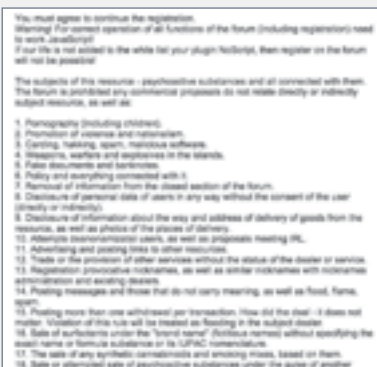 You must agree to continue the registration.
Warning! For correct operation of all functions of the forum (including registration) need
to work JavaScript!
If our life is not added to the white list your plugin NoScript, then register on the forum
will not be possible!
The subjects of this resource - psychoactive substances and all connected with them.
The forum is prohibited any commercial proposals do not relate directly or indirectly
subject resource, as well as:
1. Pornography (including children).
2. Promotion of violence and nationalism.
3. Carding, hakking, spam, malicious software.
4. Weapons, warfare and explosives in the islands.
5. Fake documents and banknotes.
6. Policy and everything connected with it.
7. Removal of information from the closed section of the forum.
8. Disclosure of personal data of users in any way without the consent of the user
(directly or indirectly).
9. Disclosure of information about the way and address of delivery of goods from the
resource, as well as photos of the places of delivery.
10. Attempts users, as well as proposals meeting IRL.
11. Advertising and posting links to other resources.
12. Trade or the provision of other services without the status of the dealer or service.
13. Registration provocative nicknames, as well as similar nicknames with nicknames
administration and existing dealers.
14. Posting messages and those that do not carry meaning, as well as flood, flame,
spam.
15. Posting more than one withdrawal per transaction. How did the deal - it does not
matter. Violation of this rule will be treated as flooding in the subject dealer.
16. Sale of surfactants under the "brand name" (fictitious names) without specifying the
exact name or formula substance or its IUPAC nomenclature.
17. The sale of any synthetic cannabinoids and smoking mixes, based on them.
18. Sale or attempted sale of psychoactive substances under the guise of another